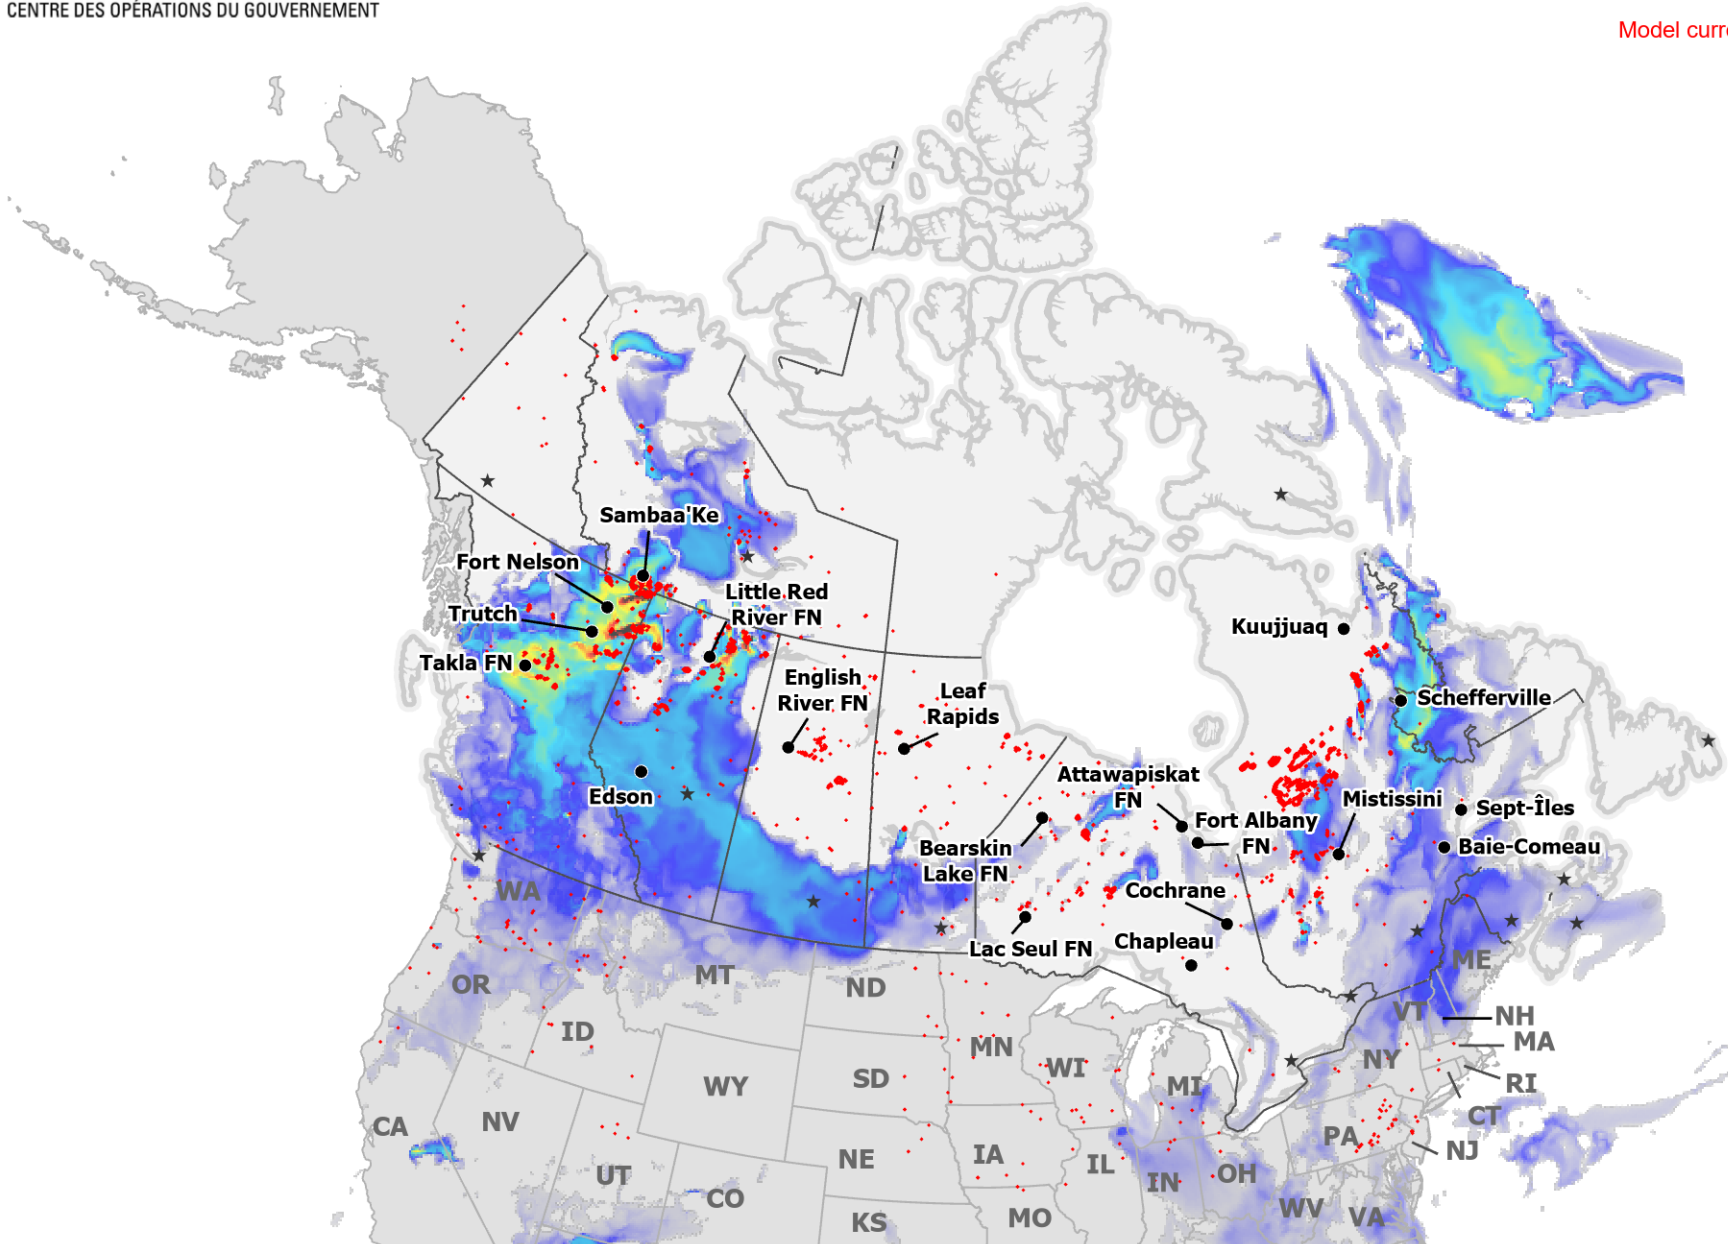 CENTRE DES OPÉRATIONS DU GOUVERNEMENT
Model curr
Sambaa'Ke
Fort Nelson
Little Red
River FN
Trutch
Takla FN
English
River FN
Leaf
Rapids
Kuujjuaq
Schefferville
Edson
Attawapiskat
FN
Mistissini
Sept-Îles
Fort Albany
FN
Bearskin
Lake FN
Baie-Comeau
Cochrane
Lac Seul FN
Chapleau
WA
OR
MT
ND
ME
VT
NH
ID
MN
MA
WY
SD
WI
MI
NY
RI
CA
NV
CT
NE
IA
PA
NJ
UT
CO
IL
IN
OH
KS
MO
WV
VA